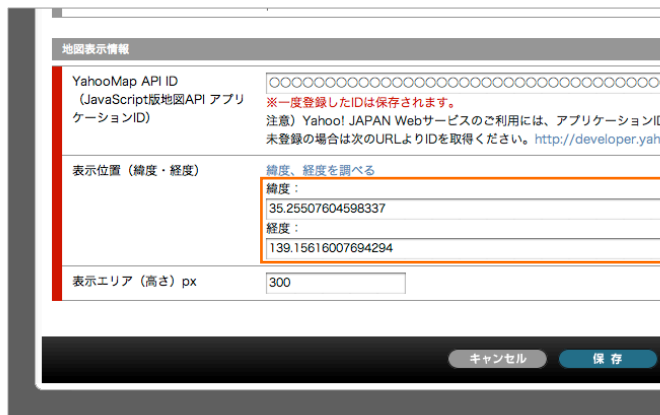 地図表示情報
YahooMap API ID
（JavaScript版地図API アプリ
ケーションID）
○○○○○○○○○○○○○○○○○○○○○○○○○○○○○○○○○○○
※一度登録したIDは保存されます。
注意）Yahoo! JAPAN Webサービスのご利用には、アプリケーションID
未登録の場合は次のURLよりIDを取得ください。http://developer.yah
表示位置（緯度・経度）
緯度、経度を調べる
緯度：
35.25507604598337
経度：
139.15616007694294
表示エリア（高さ）px
300
キャンセル
保 存